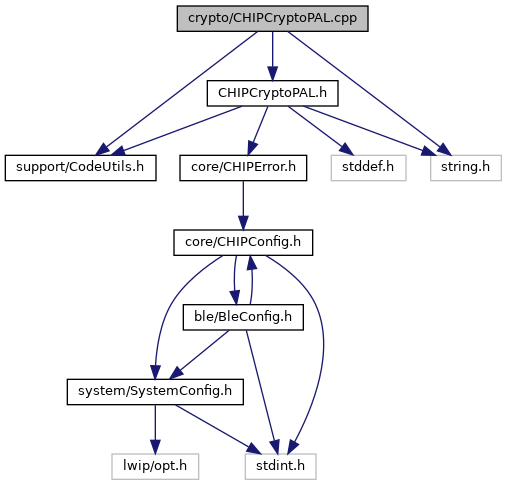 crypto/CHIPCryptoPAL.cpp
CHIPCryptoPAL.h
support/CodeUtils.h
core/CHIPError.h
stddef.h
string.h
core/CHIPConfig.h
ble/BleConfig.h
system/SystemConfig.h
lwip/opt.h
stdint.h